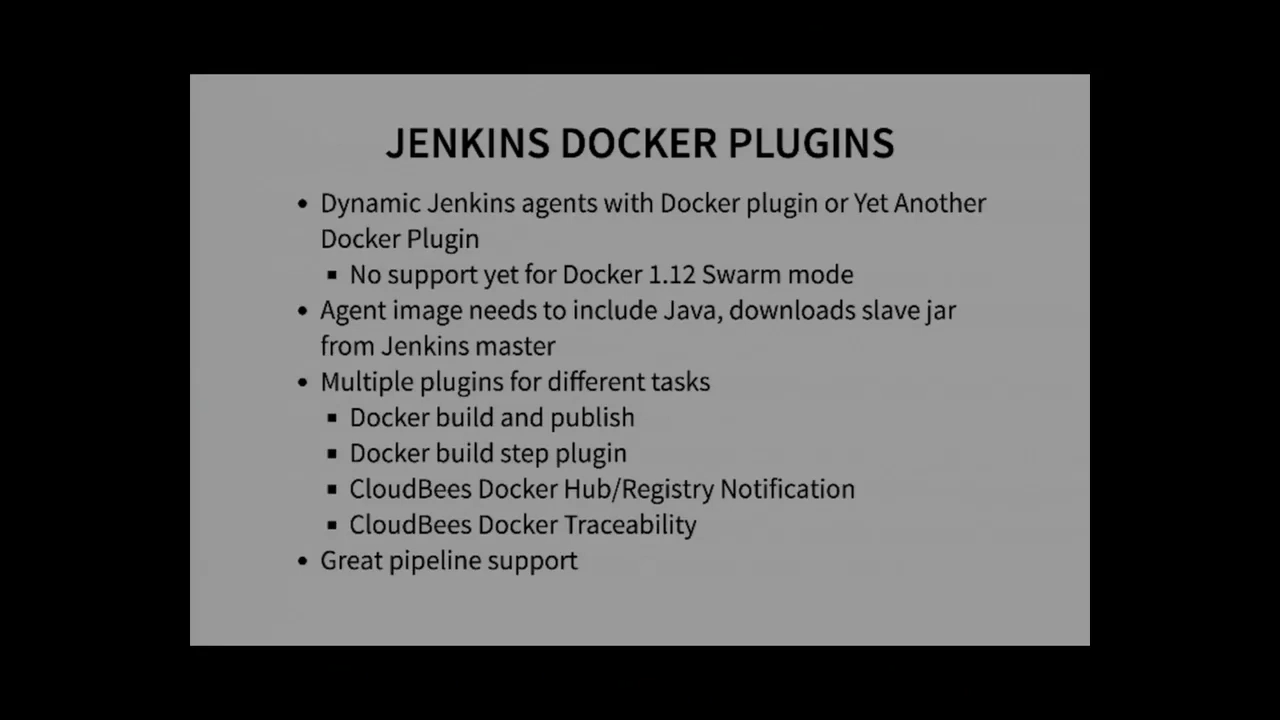 JENKINS DOCKER PLUGINS
• Dynamic Jenkins agents with Docker plugin or Yet Another
Docker Plugin
▪ No support yet for Docker 1.12 Swarm mode
• Agent image needs to include Java, downloads slave jar
from Jenkins master
• Multiple plugins for different tasks
▪ Docker build and publish
▪ Docker build step plugin
▪ CloudBees Docker Hub/Registry Notification
▪ CloudBees Docker Traceability
• Great pipeline support